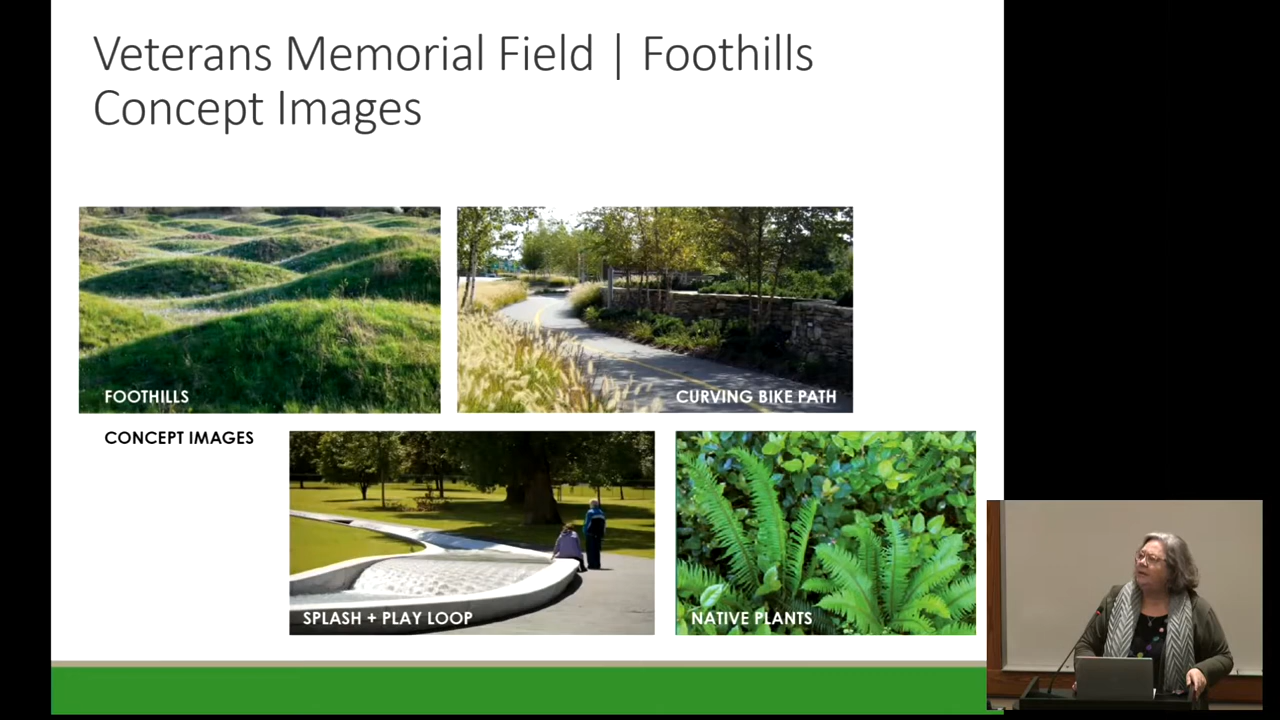 Veterans Memorial Field | Foothills
Concept Images
FOOTHILLS
CURVING BIKE PATH
CONCEPT IMAGES
SPLASH + PLAY LOOP
NATIVE PLANTS